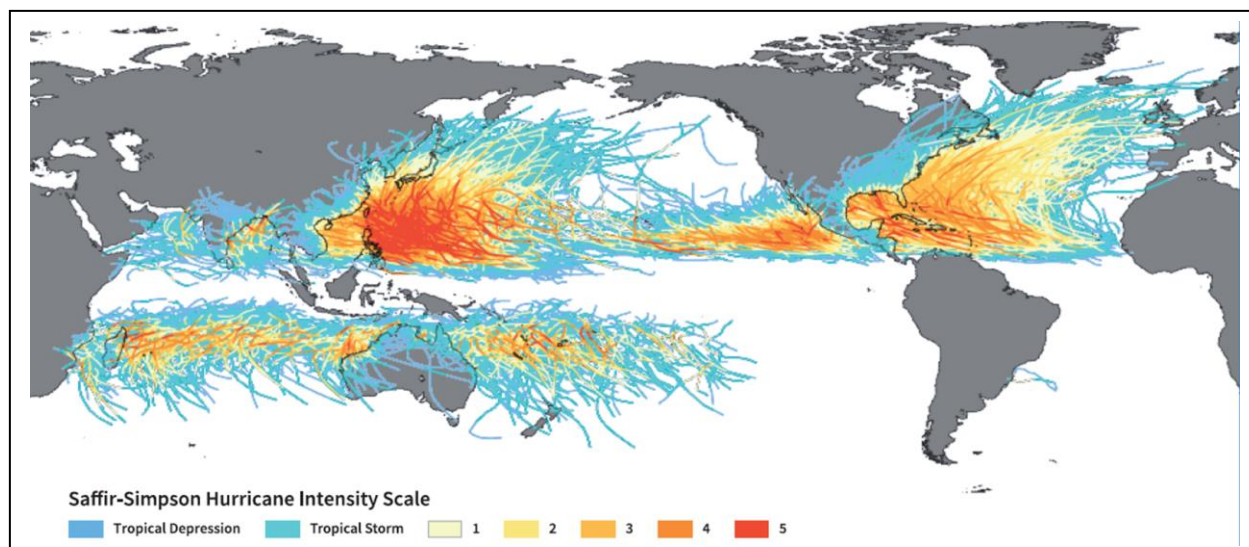 Saffir-Simpson Hurricane Intensity Scale
Tropical Depression Tropical Storm 1 2 3 4 5